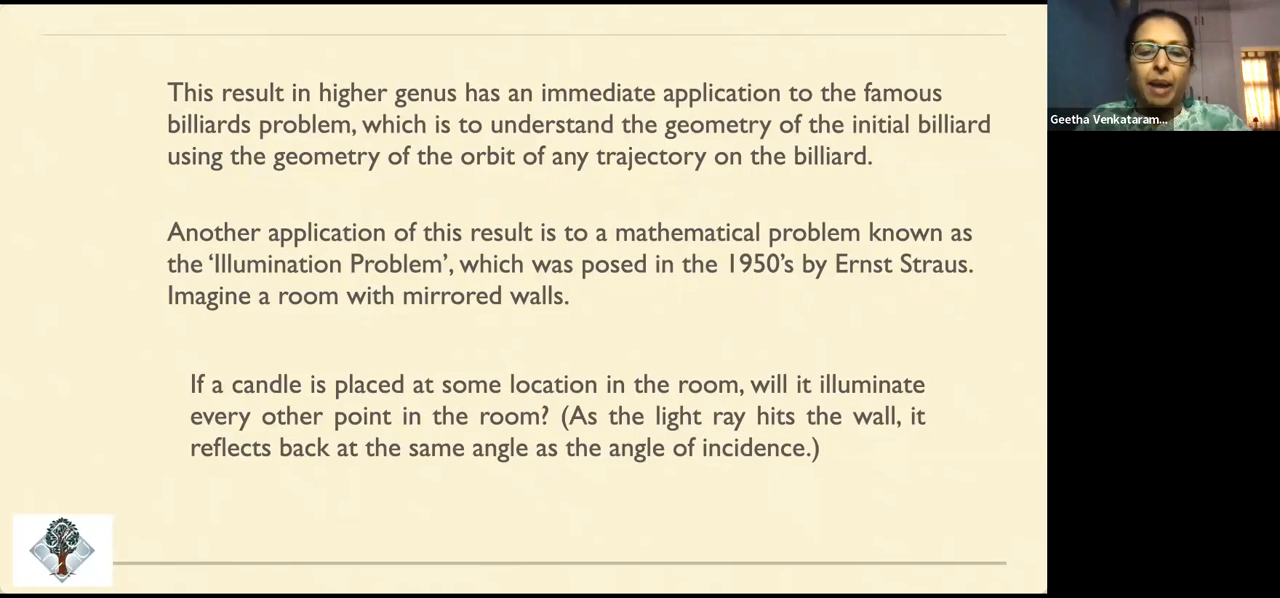 This result in higher genus has an immediate application to the famous
billiards problem, which is to understand the geometry of the initial billiard
using the geometry of the orbit of any trajectory on the billiard.
Another application of this result is to a mathematical problem known as
the ‘Illumination Problem’, which was posed in the 1950’s by Ernst Straus.
Imagine a room with mirrored walls.
If a candle is placed at some location in the room, will it illuminate
every other point in the room? (As the light ray hits the wall, it
reflects back at the same angle as the angle of incidence.)
Geetha Venkataram...